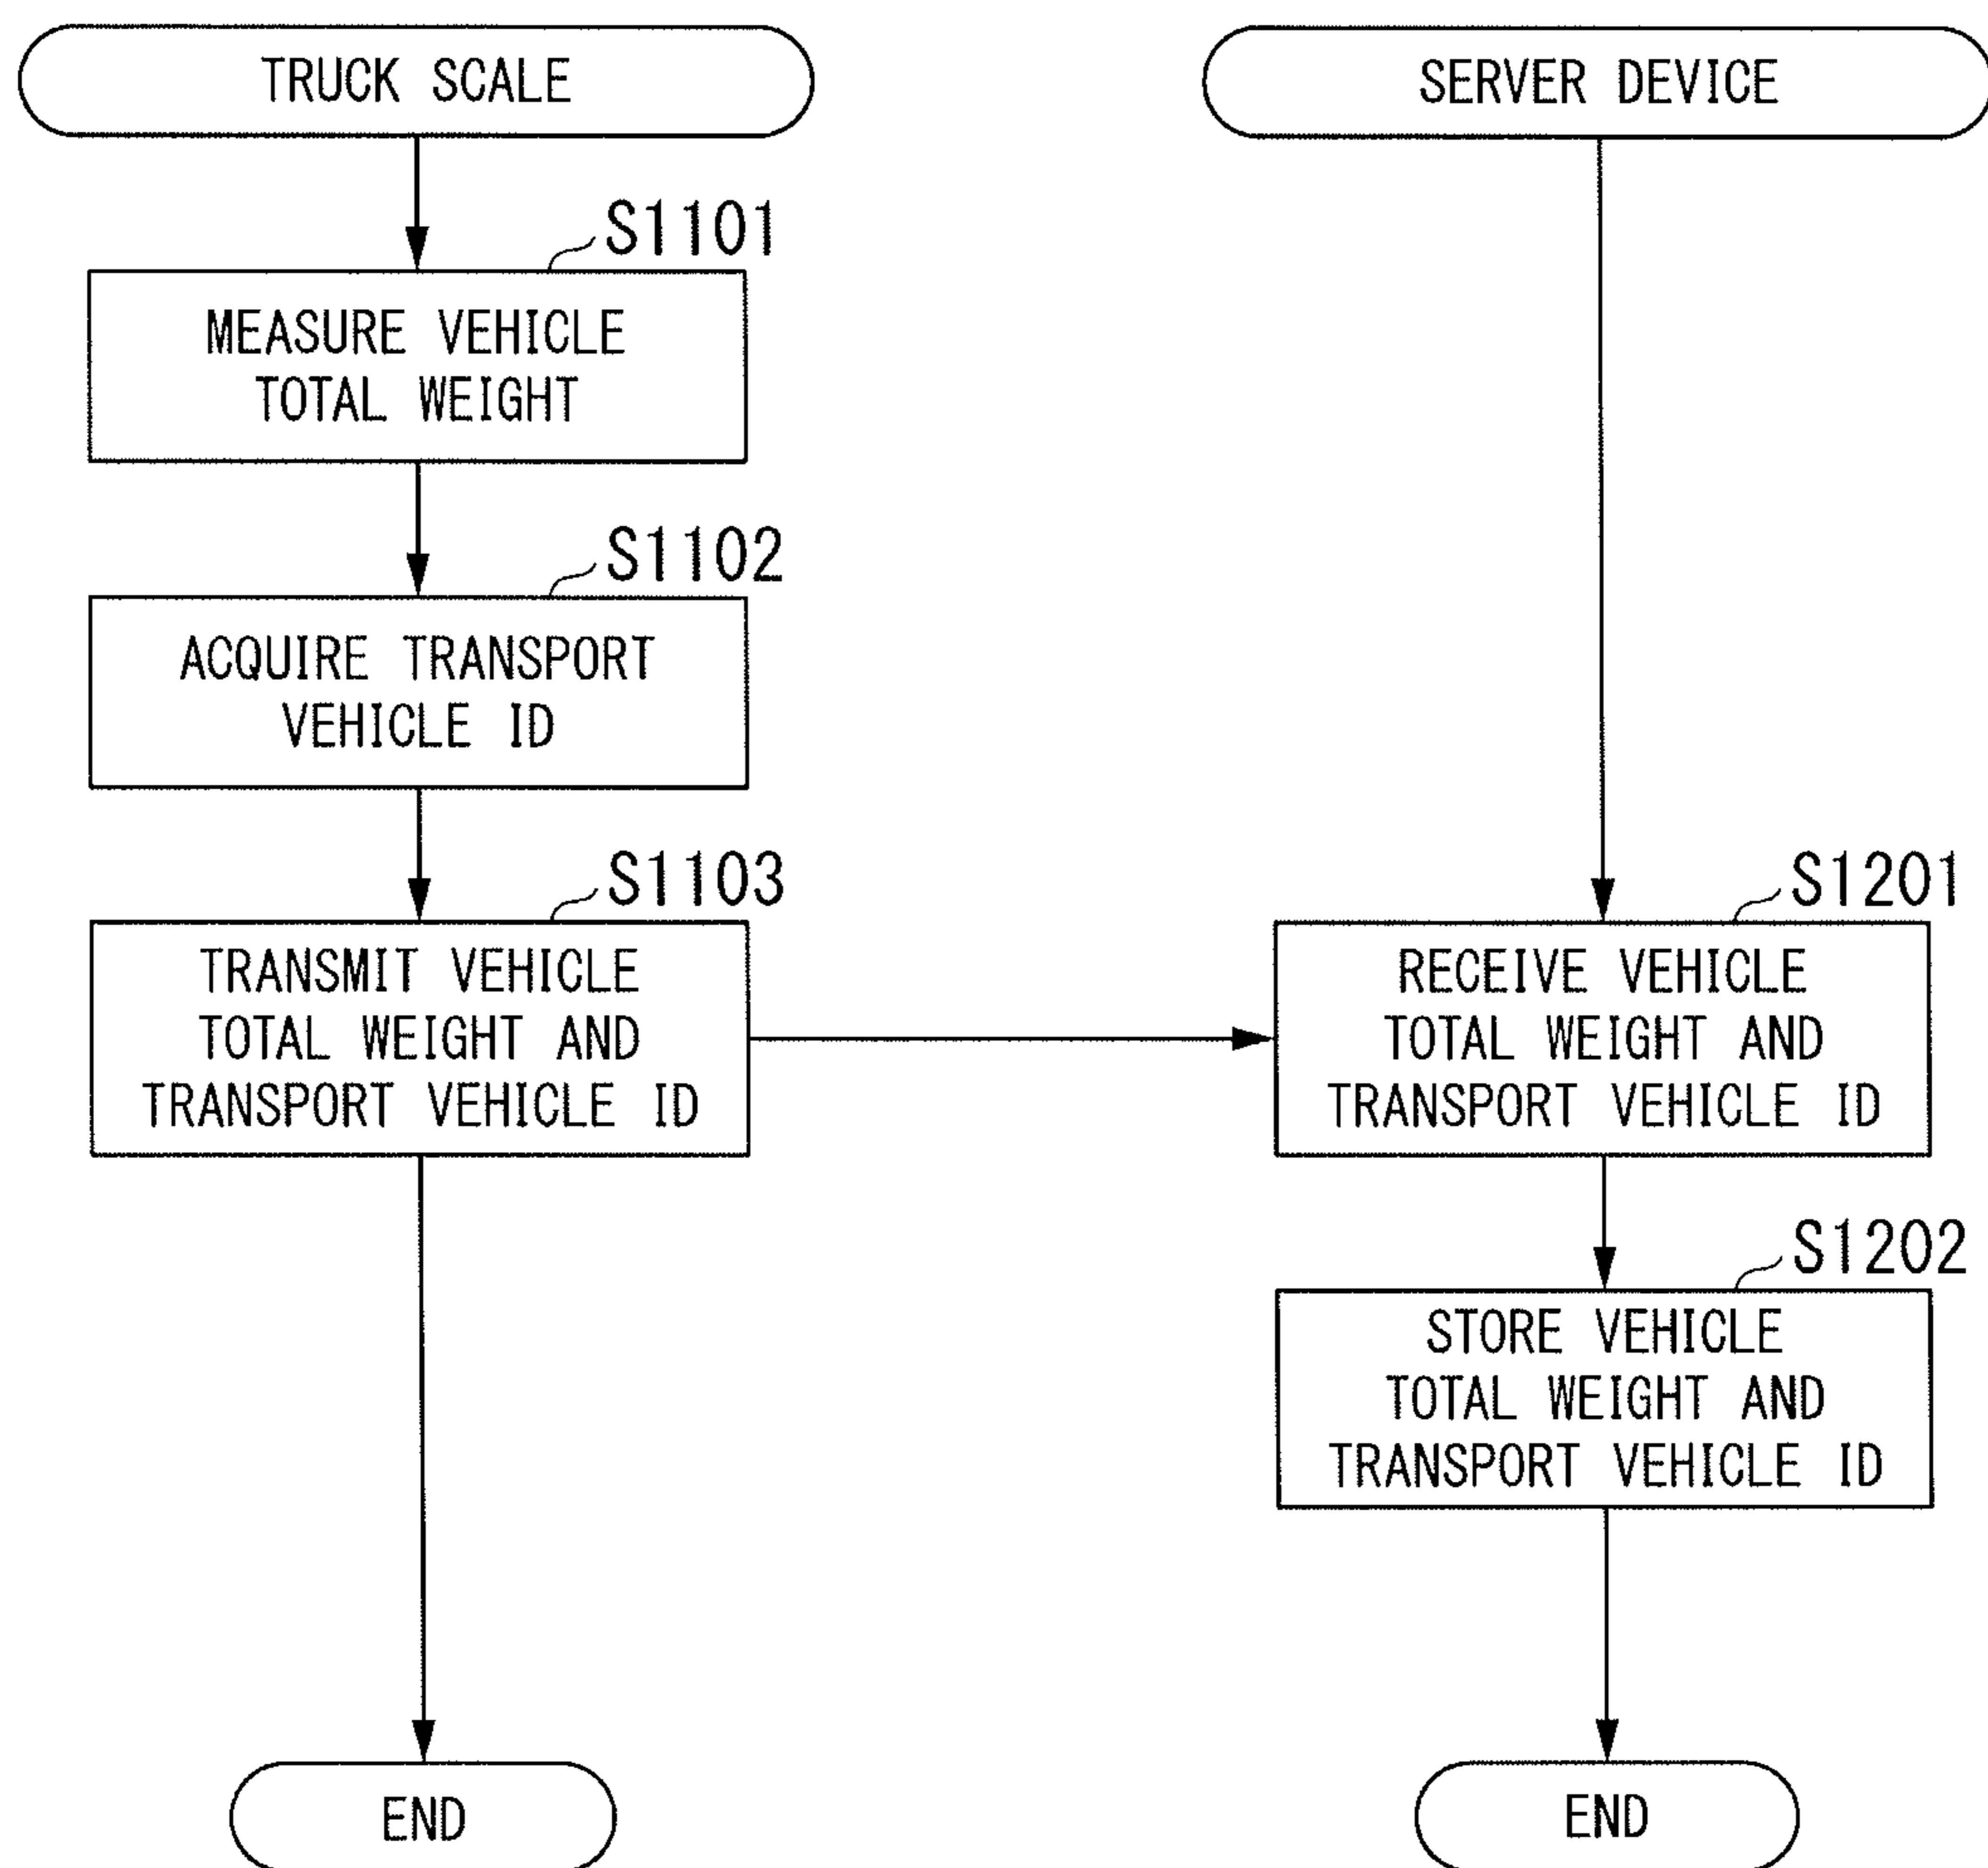 TRUCK SCALE
S1101
MEASURE VEHICLE
TOTAL WEIGHT
S1102
ACQUIRE TRANSPORT
VEHICLE ID
S1103
TRANSMIT VEHICLE
TOTAL WEIGHT AND
TRANSPORT VEHICLE ID
END
SERVER DEVICE
S1201
RECEIVE VEHICLE
TOTAL WEIGHT AND
TRANSPORT VEHICLE ID
S1202
STORE VEHICLE
TOTAL WEIGHT AND
TRANSPORT VEHICLE ID
END